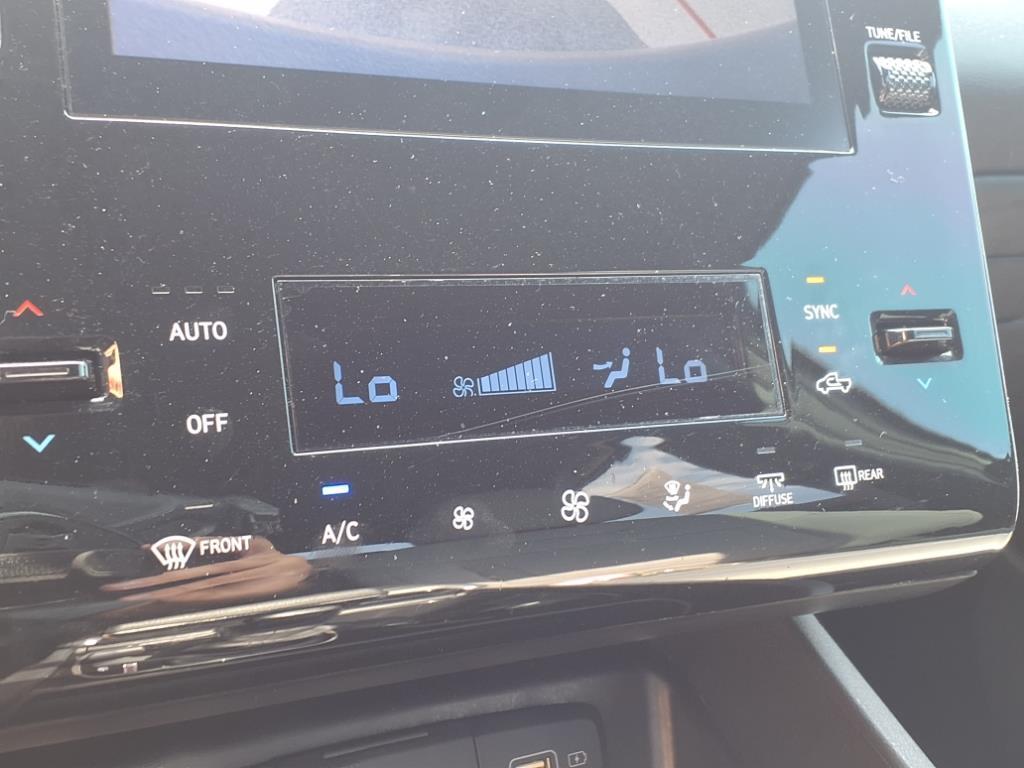 TUNE/FILE
AUTO
SYNC
Lo
Lo
OFF
A/C
DIFFUSE
REAR
FRONT